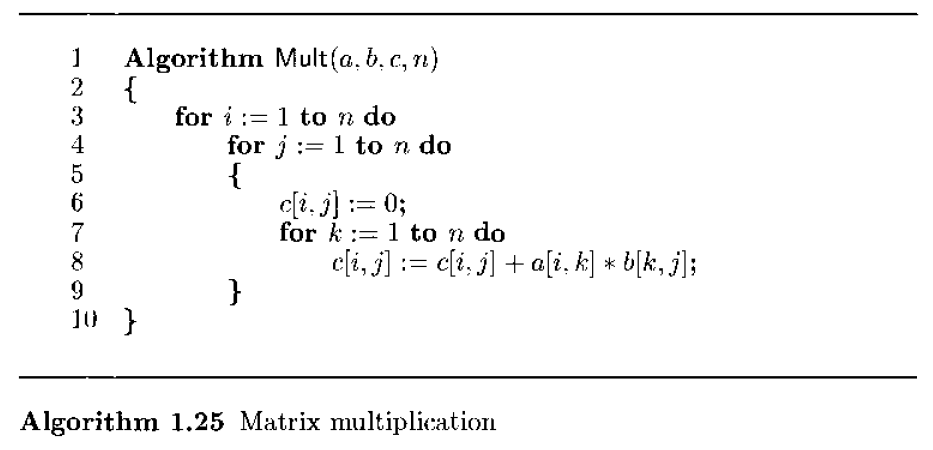 1 Algorithm Mult(a, b, c, n)
2 {
3 for i := 1 to n do
4 for j := 1 to n do
5 {
6 c[i, j] := 0;
7 for k := 1 to n do
8 c[i, j] := c[i, j] + a[i, k] * b[k, j];
9 }
10 }
Algorithm 1.25 Matrix multiplication